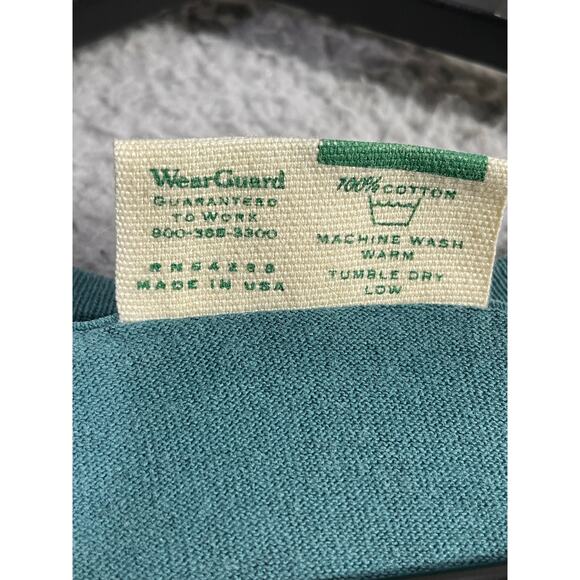 WearGuard
GUARANTEED
TO WORK
800-388-3300
RN54288
MADE IN USA
100% COTTON
MACHINE WASH
WARM
TUMBLE DRY
LOW